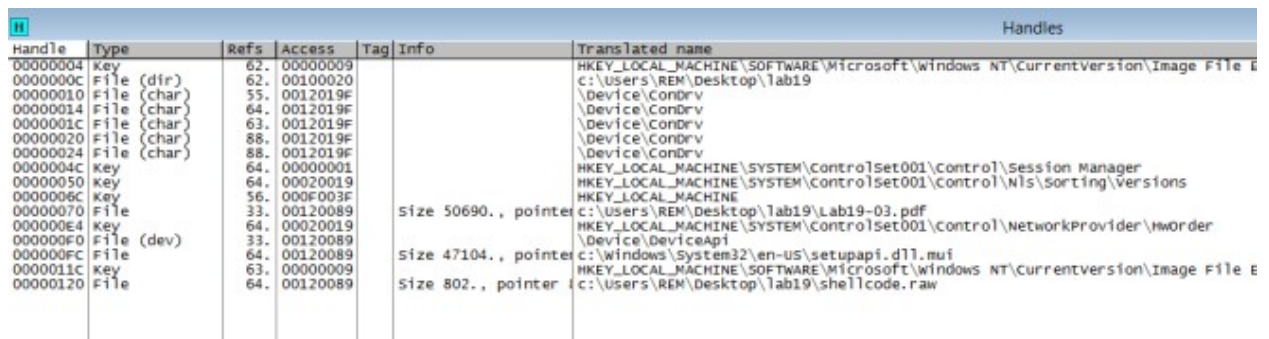 H Handles
Handle Type Refs Access Tag Info Translated name
00000004 Key 62. 00000009 HKEY_LOCAL_MACHINE\SOFTWARE\Microsoft\Windows NT\CurrentVersion\Image File E
0000000C File (dir) 62. 00100020 c:\Users\REM\Desktop\lab19
00000010 File (char) 55. 0012019F \Device\ConDrv
00000014 File (char) 64. 0012019F \Device\ConDrv
0000001C File (char) 63. 0012019F \Device\ConDrv
00000020 File (char) 88. 0012019F \Device\ConDrv
00000024 File (char) 88. 0012019F \Device\ConDrv
0000004C Key 64. 00000001 HKEY_LOCAL_MACHINE\SYSTEM\ControlSet001\Control\Session Manager
00000050 Key 64. 00020019 HKEY_LOCAL_MACHINE\SYSTEM\ControlSet001\Control\Nls\Sorting\Versions
0000006C Key 56. 000F003F HKEY_LOCAL_MACHINE
00000070 File 33. 00120089 Size 50690., pointer c:\Users\REM\Desktop\lab19\Lab19-03.pdf
000000E4 Key 64. 00020019 HKEY_LOCAL_MACHINE\SYSTEM\ControlSet001\Control\NetworkProvider\HwOrder
000000F0 File (dev) 33. 00120089 \Device\DeviceApi
000000FC File 64. 00120089 Size 47104., pointer c:\Windows\System32\en-US\setupapi.dll.mui
0000011C Key 63. 00000009 HKEY_LOCAL_MACHINE\SOFTWARE\Microsoft\Windows NT\CurrentVersion\Image File E
00000120 File 64. 00120089 Size 802., pointer c:\Users\REM\Desktop\lab19\shellcode.raw